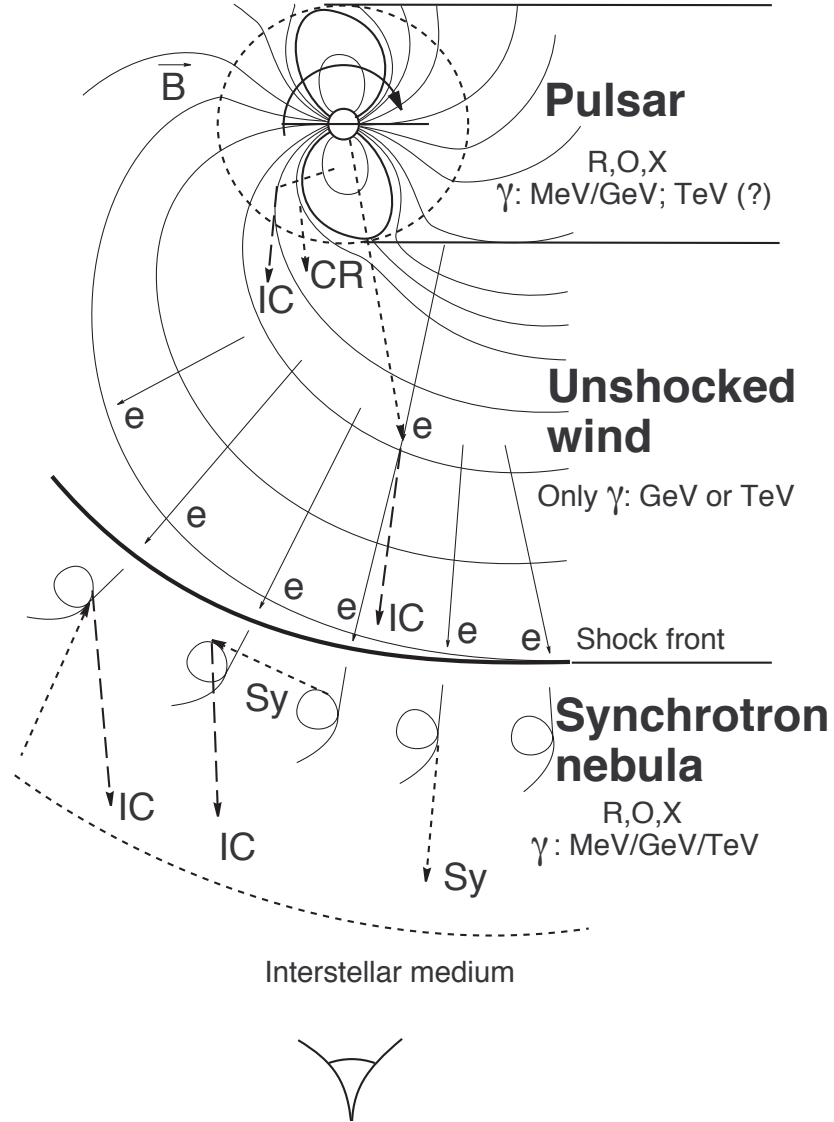 B
Pulsar
R,O,X
γ: MeV/GeV; TeV (?)
IC
CR
Unshocked
wind
Only γ: GeV or TeV
e
e
e
e
e
IC
e
e
Shock front
Sy
Synchrotron
nebula
R,O,X
γ: MeV/GeV/TeV
IC
IC
Sy
Interstellar medium